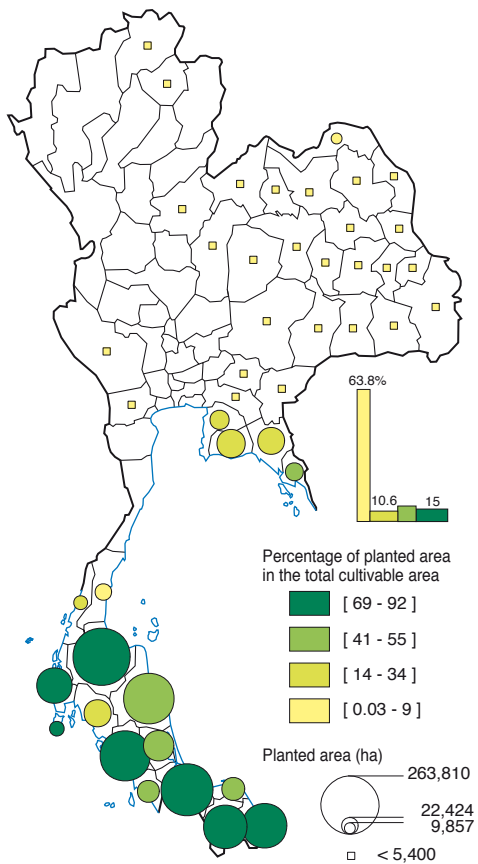 63.8%
10.6
15
Percentage of planted area
in the total cultivable area
[ 69 - 92 ]
[ 41 - 55 ]
[ 14 - 34 ]
[ 0.03 - 9 ]
Planted area (ha)
263,810
22,424
9,857
< 5,400